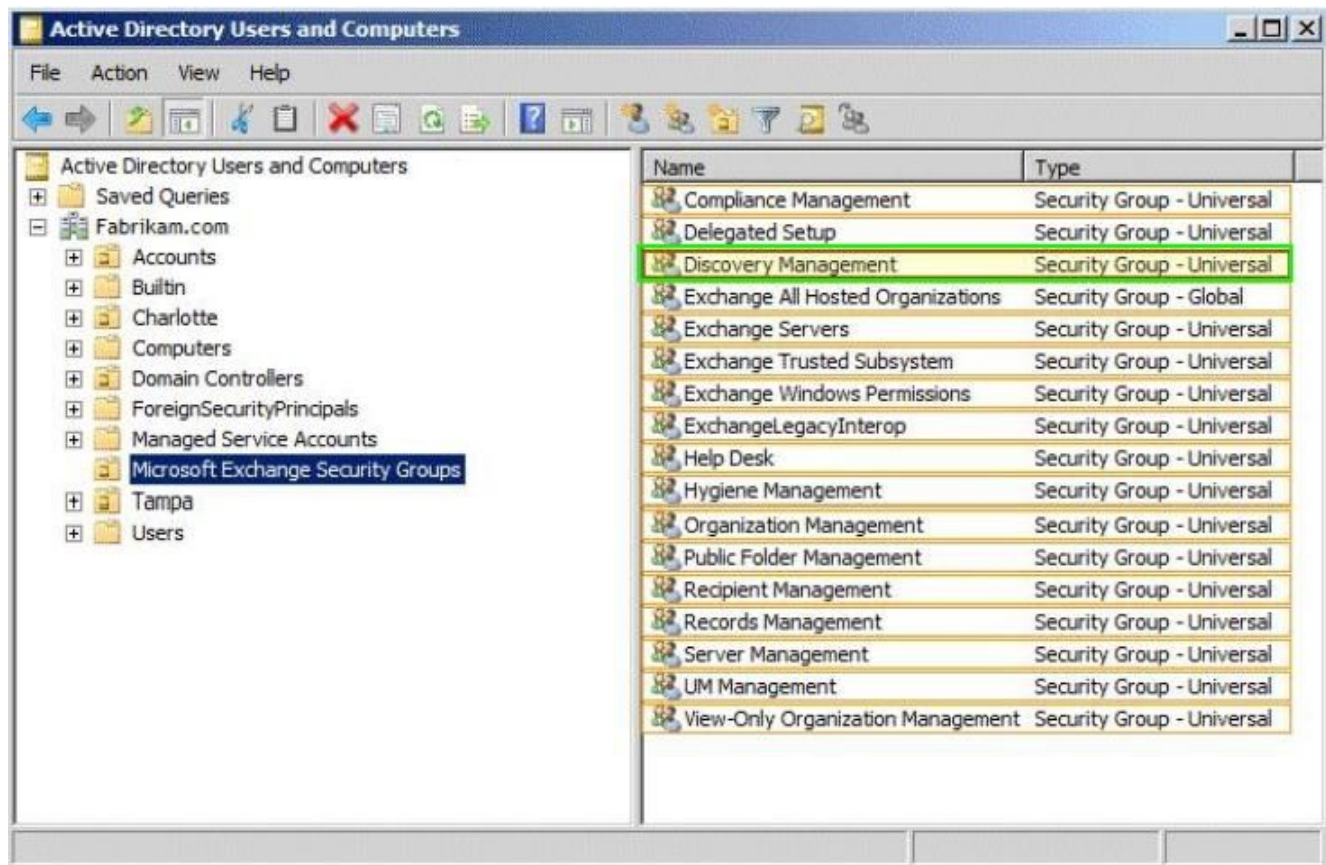 Active Directory Users and Computers
File Action View Help
Active Directory Users and Computers
Saved Queries
Fabrikam.com
Accounts
Builtin
Charlotte
Computers
Domain Controllers
ForeignSecurityPrincipals
Managed Service Accounts
Microsoft Exchange Security Groups
Tampa
Users
Name Type
Compliance Management Security Group - Universal
Delegated Setup Security Group - Universal
Discovery Management Security Group - Universal
Exchange All Hosted Organizations Security Group - Global
Exchange Servers Security Group - Universal
Exchange Trusted Subsystem Security Group - Universal
Exchange Windows Permissions Security Group - Universal
ExchangeLegacyInterop Security Group - Universal
Help Desk Security Group - Universal
Hygiene Management Security Group - Universal
Organization Management Security Group - Universal
Public Folder Management Security Group - Universal
Recipient Management Security Group - Universal
Records Management Security Group - Universal
Server Management Security Group - Universal
UM Management Security Group - Universal
View-Only Organization Management Security Group - Universal